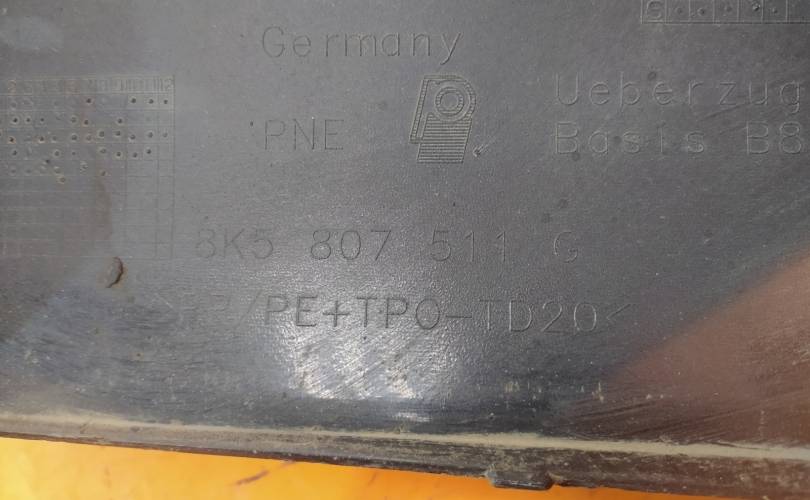 Germany
PNE
Ueberzug
Basis B8
8K5 807 511 G
>PP/PE+TPO-TD20<